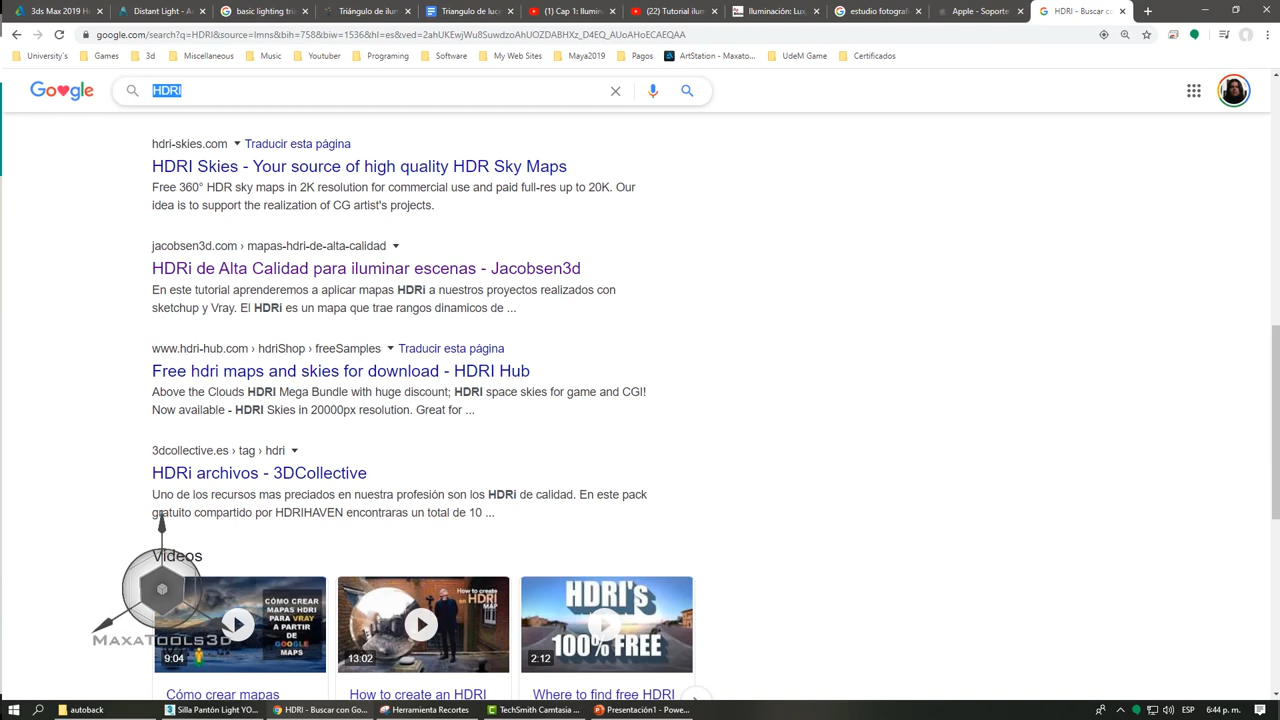 3ds Max 2019 H
Distant Light - A
basic lighting tria
Triángulo de ilum
Triangulo de luce
(1) Cap 1: Ilumin
(22) Tutorial ilum
Iluminación: Lux,
estudio fotograf
Apple - Soporte
HDRI - Buscar con
google.com/search?q=HDRI&source=lmns&bih=758&biw=1536&hl=es&ved=2ahUKEwjWu8SuwdzoAhUOZDABHXz_D4EQ_AUoAHoECAEQAA
University's
Games
3d
Miscellaneous
Music
Youtuber
Programing
Software
My Web Sites
Maya2019
Pagos
ArtStation - Maxato...
UdeM Games
Certificados
Google
HDRI
hdri-skies.com
Traducir esta página
HDRI Skies - Your source of high quality HDR Sky Maps
Free 360° HDR sky maps in 2K resolution for commercial use and paid full-res up to 20K. Our
idea is to support the realization of CG artist's projects.
jacobsen3d.com › mapas-hdri-de-alta-calidad
HDRi de Alta Calidad para iluminar escenas - Jacobsen3d
En este tutorial aprenderemos a aplicar mapas HDRi a nuestros proyectos realizados con
sketchup y Vray. El HDRi es un mapa que trae rangos dinamicos de ...
www.hdri-hub.com › hdriShop › freeSamples
Traducir esta página
Free hdri maps and skies for download - HDRI Hub
Above the Clouds HDRI Mega Bundle with huge discount; HDRI space skies for game and CGI!
Now available - HDRI Skies in 20000px resolution. Great for ...
3dcollective.es › tag › hdri
HDRi archivos - 3DCollective
Uno de los recursos mas preciados en nuestra profesión son los HDRi de calidad. En este pack
gratuito compartido por HDRIHAVEN encontraras un total de 10 ...
Videos
CÓMO CREAR
MAPAS HDRI
PARA VRAY
A PARTIR
DE
GOOGLE
MAPS
9:04
How to create
an HDRI
MAP
13:02
HDRI'S
100% FREE
2:12
MAXATOOLS3D
Cómo crear mapas
How to create an HDRI
Where to find free HDRI
autoback
Silla Pantón Light YO...
HDRI - Buscar con Go...
Herramienta Recortes
TechSmith Camtasia ...
Presentación1 - Powe...
ESP
6:44 p. m.